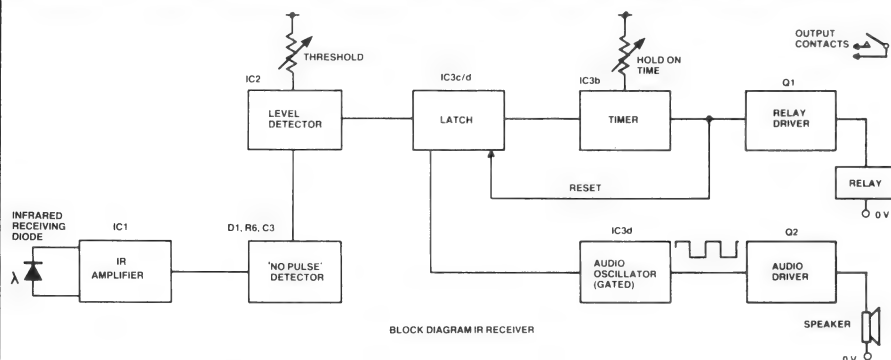 OUTPUT
CONTACTS
THRESHOLD
HOLD ON
TIME
IC2
IC3c/d
IC3b
Q1
LEVEL
DETECTOR
LATCH
TIMER
RELAY
DRIVER
RESET
RELAY
0 V
INFRARED
RECEIVING
DIODE
IC1
D1, R6, C3
IC3d
Q2
λ
IR
AMPLIFIER
'NO PULSE'
DETECTOR
AUDIO
OSCILLATOR
(GATED)
AUDIO
DRIVER
BLOCK DIAGRAM IR RECEIVER
SPEAKER
0 V